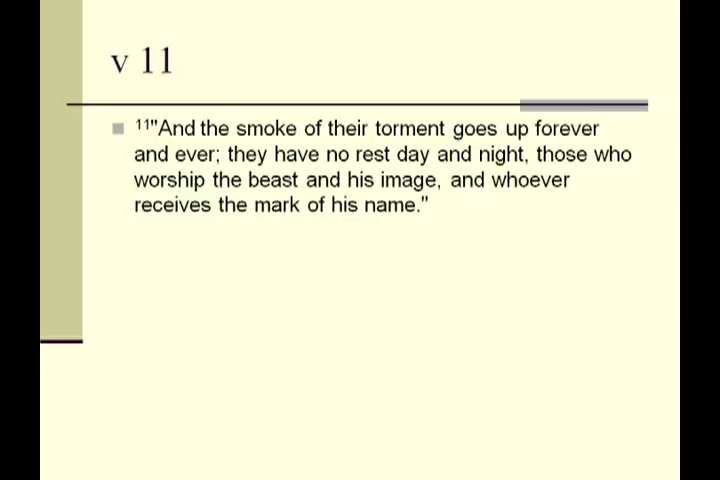 v 11
11"And the smoke of their torment goes up forever
and ever; they have no rest day and night, those who
worship the beast and his image, and whoever
receives the mark of his name."